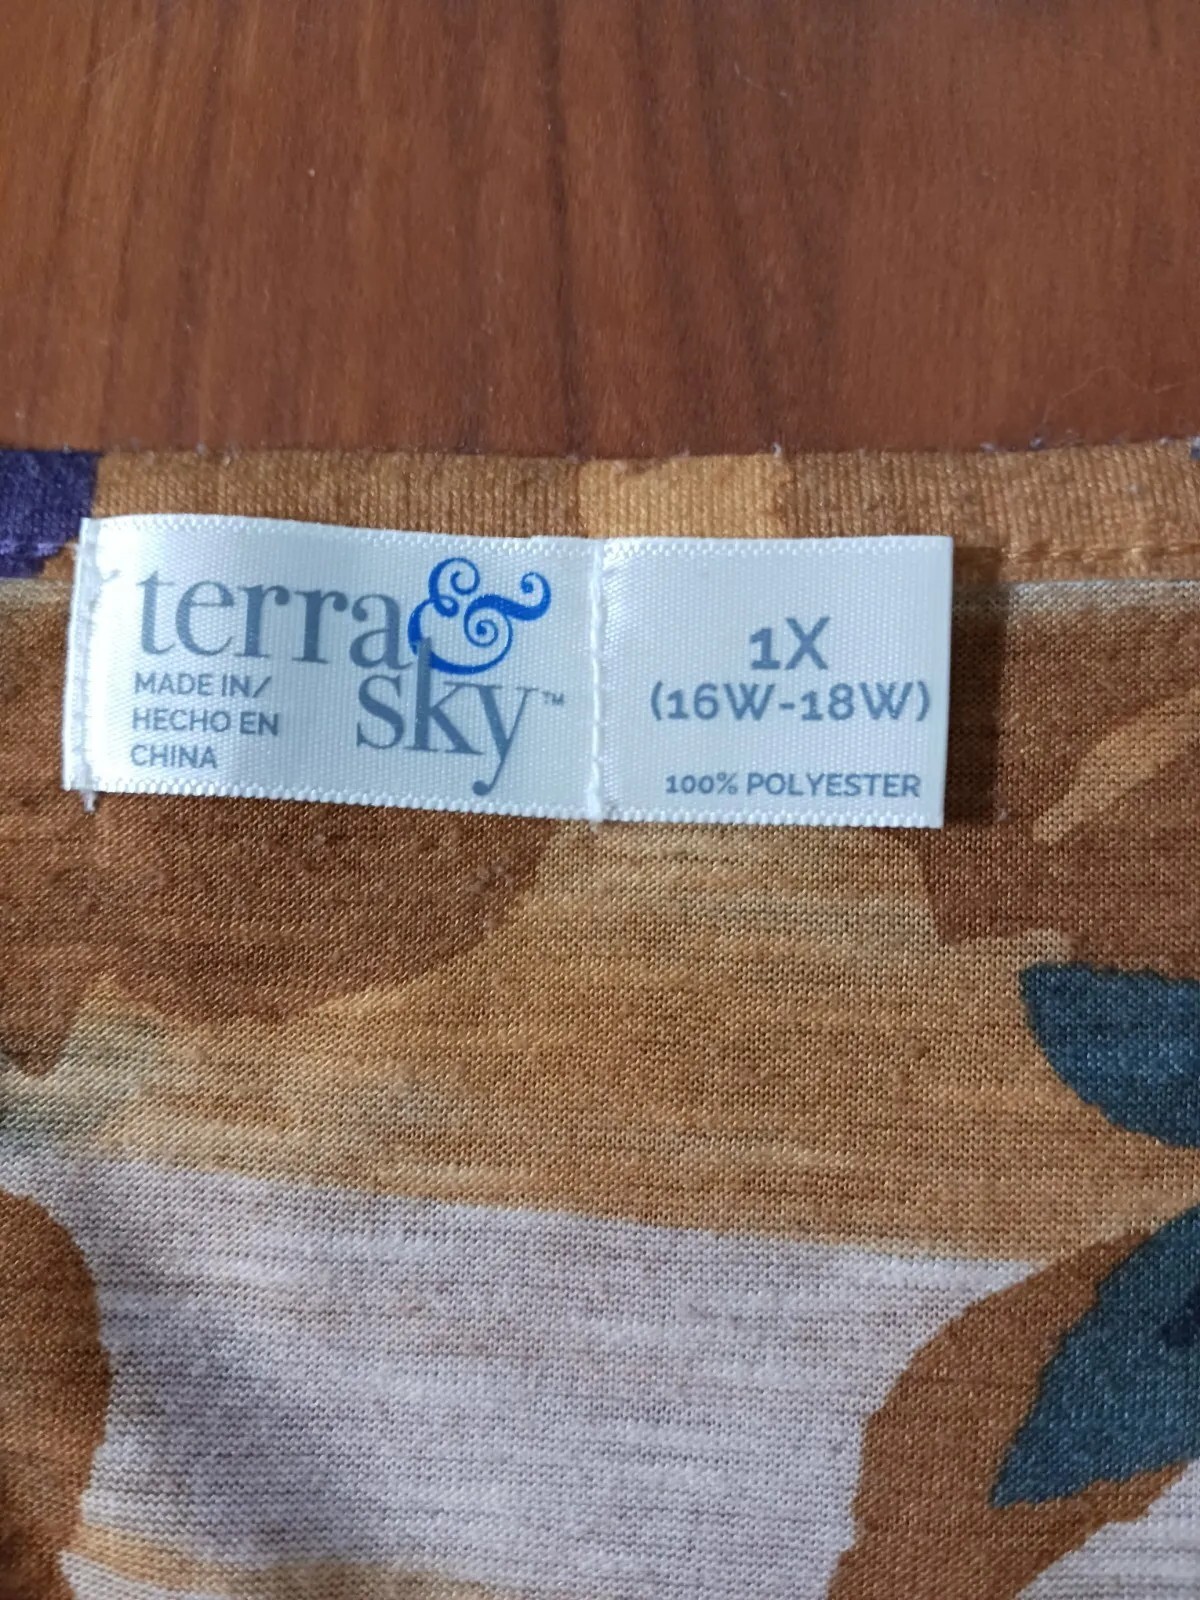 terra &
sky™
MADE IN/
HECHO EN
CHINA
1X
(16W-18W)
100% POLYESTER